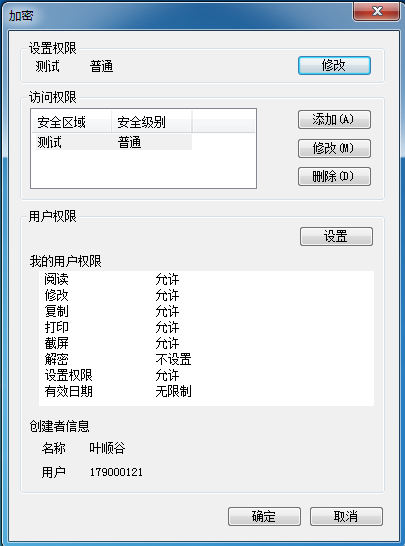 加密
设置权限
测试 普通 修改
访问权限
安全区域 安全级别
测试 普通
添加(A)
修改(M)
删除(D)
用户权限
设置
我的用户权限
阅读 允许
修改 允许
复制 允许
打印 允许
截屏 允许
解密 不设置
设置权限 允许
有效日期 无限制
创建者信息
名称 叶顺谷
用户 179000121
确定 取消